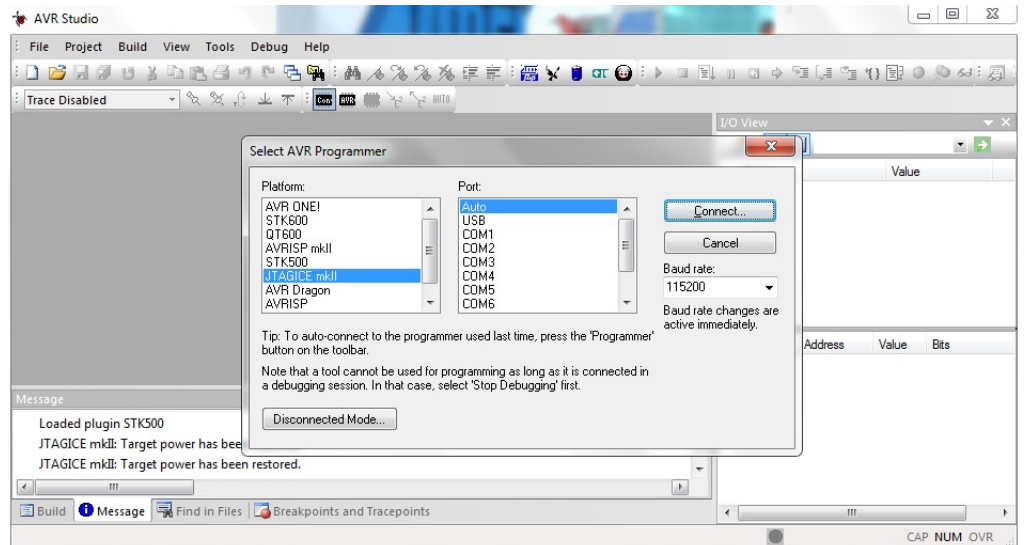 AVR Studio
File Project Build View Tools Debug Help
Trace Disabled
Con AVR AUTO
I/O View
Select AVR Programmer
Value
Platform:
Port:
AVR ONE!
STK600
QT600
AVRISP mkII
STK500
JTAGICE mkII
AVR Dragon
AVRISP
Auto
USB
COM1
COM2
COM3
COM4
COM5
COM6
Connect...
Cancel
Baud rate:
115200
Baud rate changes are
active immediately.
Tip: To auto-connect to the programmer used last time, press the 'Programmer'
button on the toolbar.
Note that a tool cannot be used for programming as long as it is connected in
a debugging session. In that case, select 'Stop Debugging' first.
Disconnected Mode...
Address Value Bits
Message
Loaded plugin STK500
JTAGICE mkII: Target power has bee
JTAGICE mkII: Target power has been restored.
Build Message Find in Files Breakpoints and Tracepoints
CAP NUM OVR